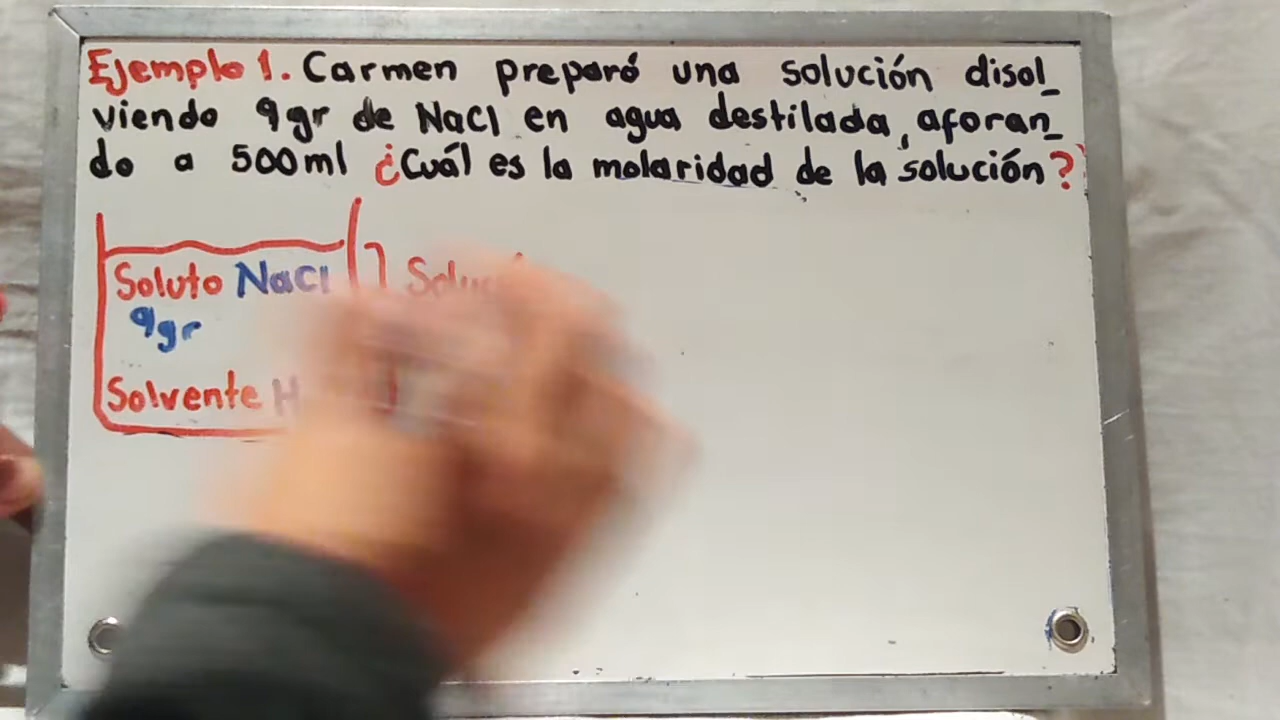 Ejemplo 1. Carmen preparó una solución disol_
viendo 9gr de NaCl en agua destilada, aforan_
do a 500ml ¿Cuál es la molaridad de la solución?
Soluto NaCl
9gr
Solvente